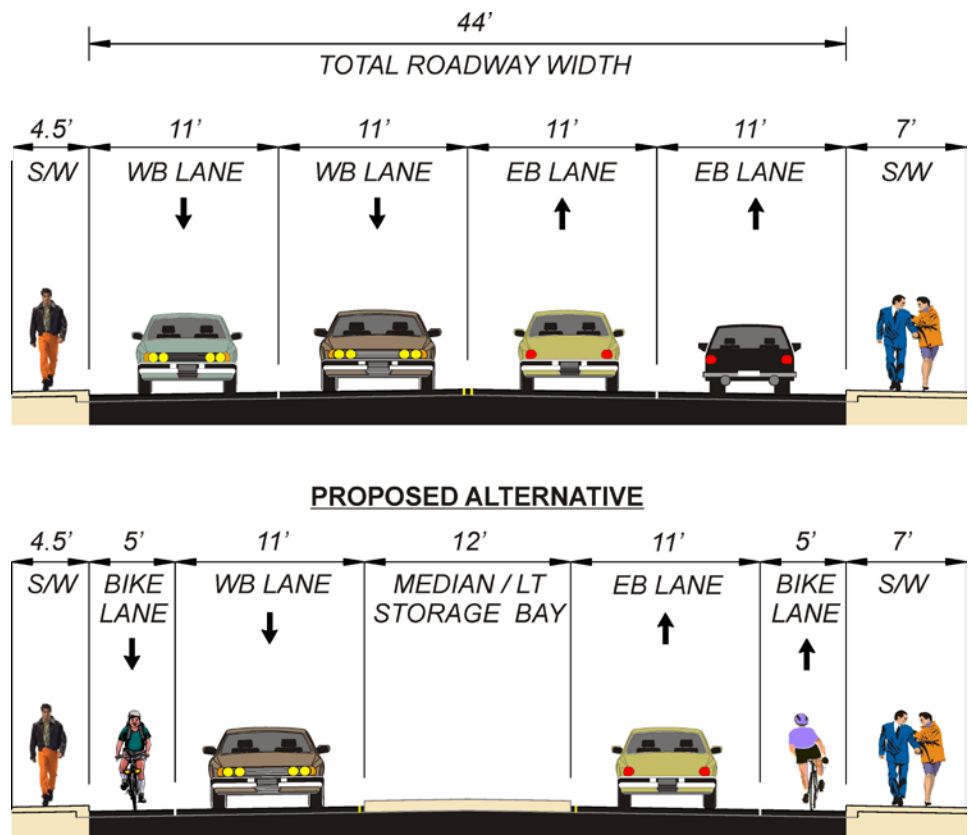 44’
TOTAL ROADWAY WIDTH
4.5’ 11’ 11’ 11’ 11’ 7’
S/W WB LANE WB LANE EB LANE EB LANE S/W
PROPOSED ALTERNATIVE
4.5’ 5’ 11’ 12’ 11’ 5’ 7’
S/W BIKE WB LANE MEDIAN / LT EB LANE BIKE S/W
LANE STORAGE BAY LANE